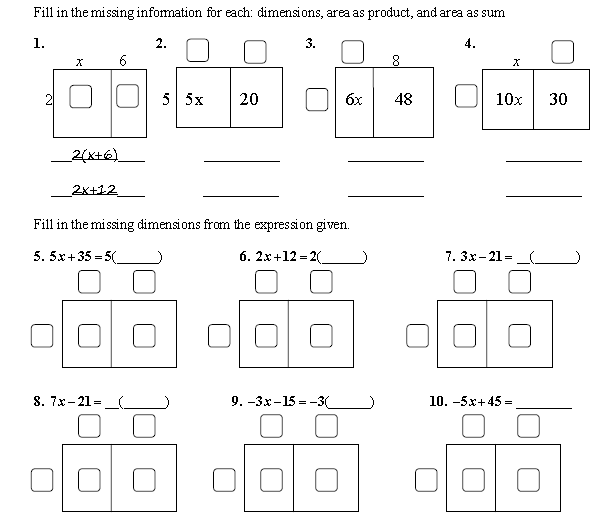 Fill in the missing information for each: dimensions, area as product, and area as sum
1. 2. 3. 4.
x 6 8 x
2 5 5x 20 6x 48 10x 30
2(x+6)
2x+12
Fill in the missing dimensions from the expression given.
5. 5x+35=5(______) 6. 2x+12=2(______) 7. 3x–21= __(______)
8. 7x–21= __(______) 9. –3x–15=–3(______) 10. –5x+45= ________